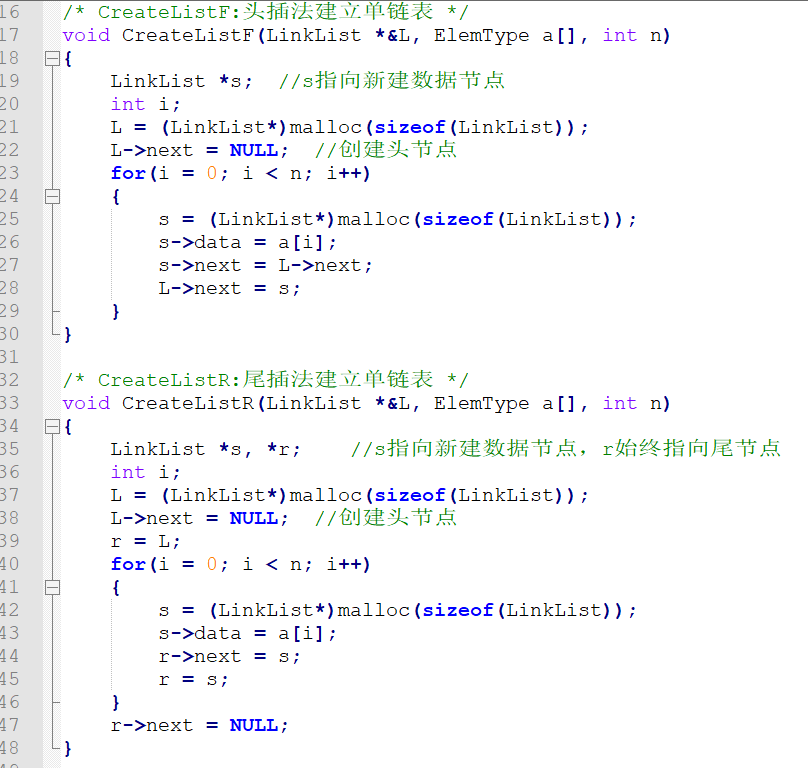 16 /* CreateListF:头插法建立单链表 */
17 void CreateListF(LinkList *&L, ElemType a[], int n)
18 {
19     LinkList *s;  //s指向新建数据节点
20     int i;
21     L = (LinkList*)malloc(sizeof(LinkList));
22     L->next = NULL;  //创建头节点
23     for(i = 0; i < n; i++)
24     {
25         s = (LinkList*)malloc(sizeof(LinkList));
26         s->data = a[i];
27         s->next = L->next;
28         L->next = s;
29     }
30 }
31
32 /* CreateListR:尾插法建立单链表 */
33 void CreateListR(LinkList *&L, ElemType a[], int n)
34 {
35     LinkList *s, *r;    //s指向新建数据节点，r始终指向尾节点
36     int i;
37     L = (LinkList*)malloc(sizeof(LinkList));
38     L->next = NULL;  //创建头节点
39     r = L;
40     for(i = 0; i < n; i++)
41     {
42         s = (LinkList*)malloc(sizeof(LinkList));
43         s->data = a[i];
44         r->next = s;
45         r = s;
46     }
47     r->next = NULL;
48 }